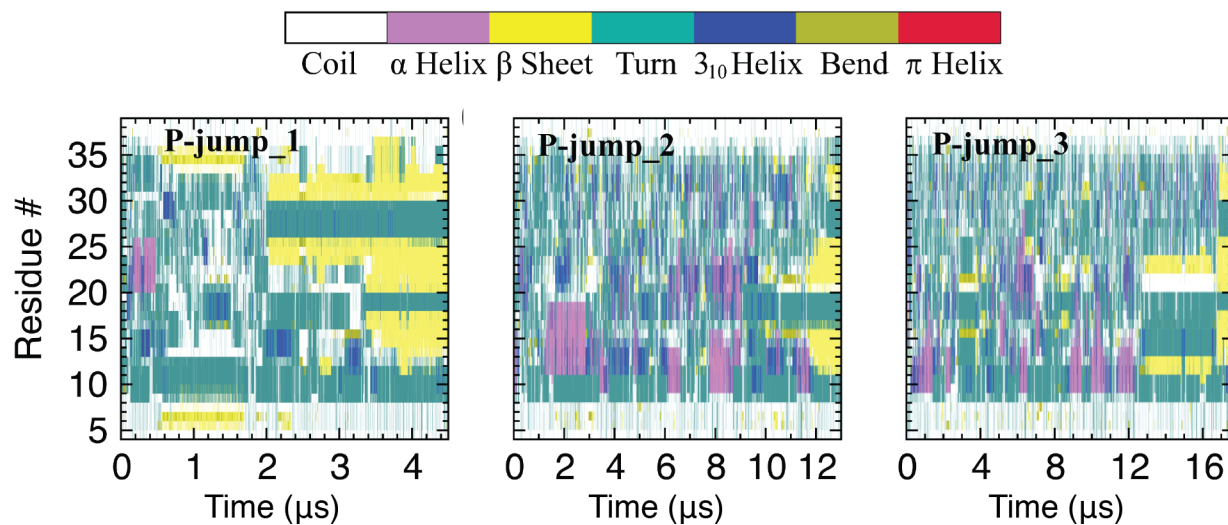 Coil α Helix β Sheet Turn 3₁₀ Helix Bend π Helix
P-jump_1 P-jump_2 P-jump_3
35
30
25
20
15
10
5
Residue #
0 1 2 3 4 0 2 4 6 8 10 12 0 4 8 12 16
Time (μs) Time (μs) Time (μs)